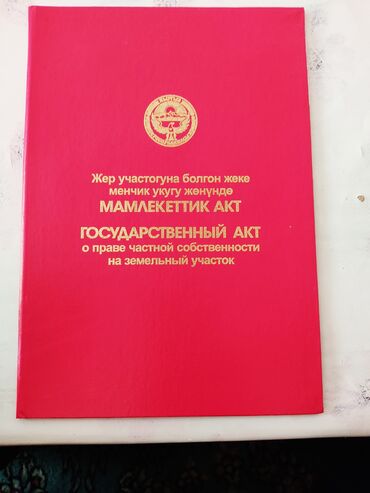 Жер участогуна болгон жеке
менчик укугу жөнүндө
МАМЛЕКЕТТИК АКТ
ГОСУДАРСТВЕННЫЙ АКТ
о праве частной собственности
на земельный участок